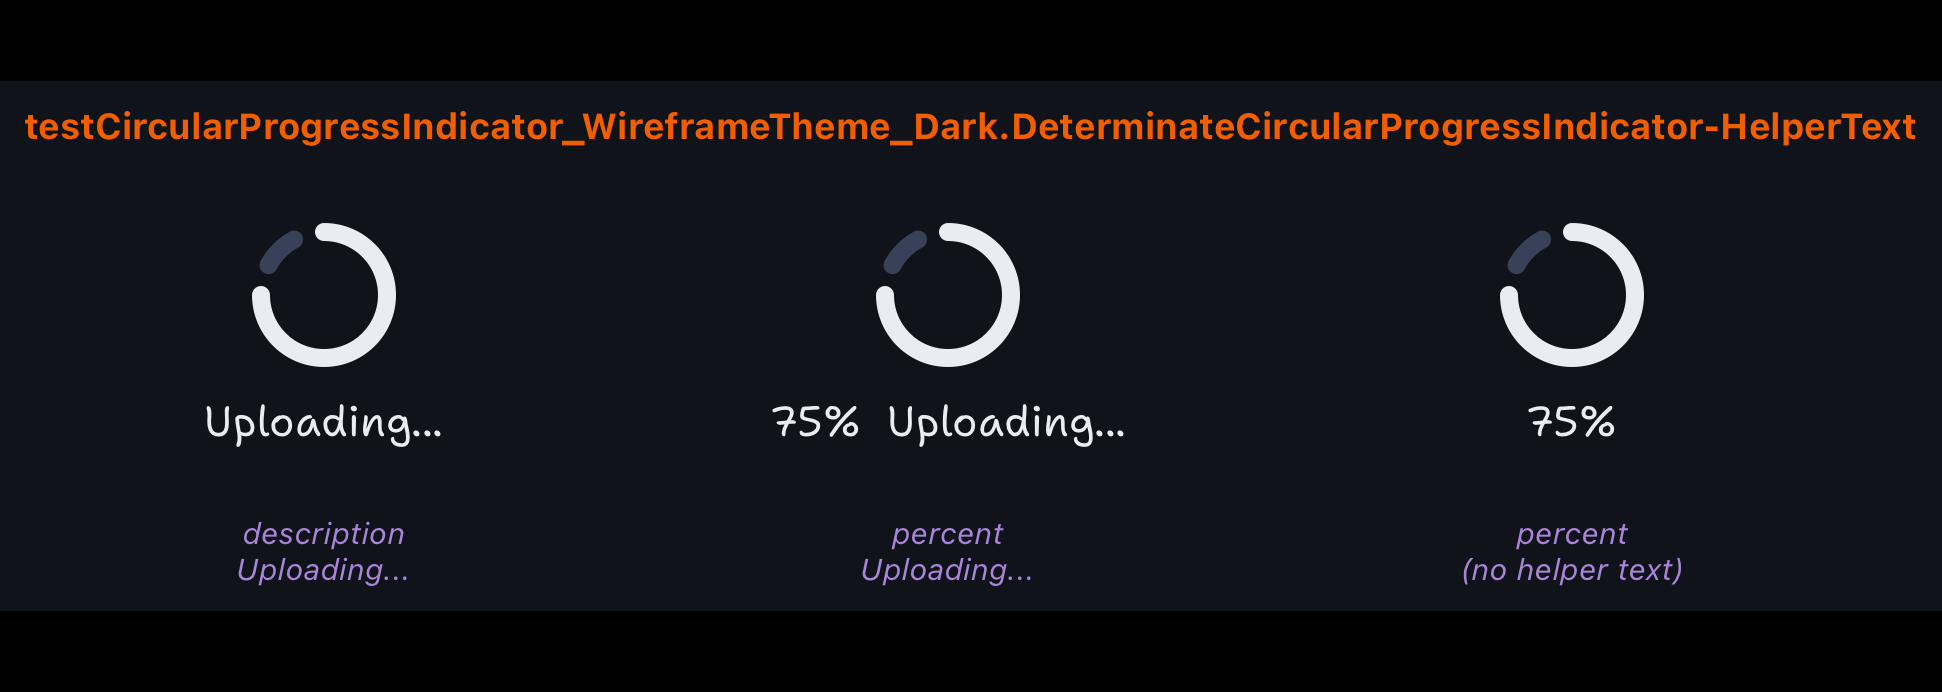 testCircularProgressIndicator_WireframeTheme_Dark.DeterminateCircularProgressIndicator-HelperText
Uploading...
75% Uploading...
75%
description
Uploading...
percent
Uploading...
percent
(no helper text)